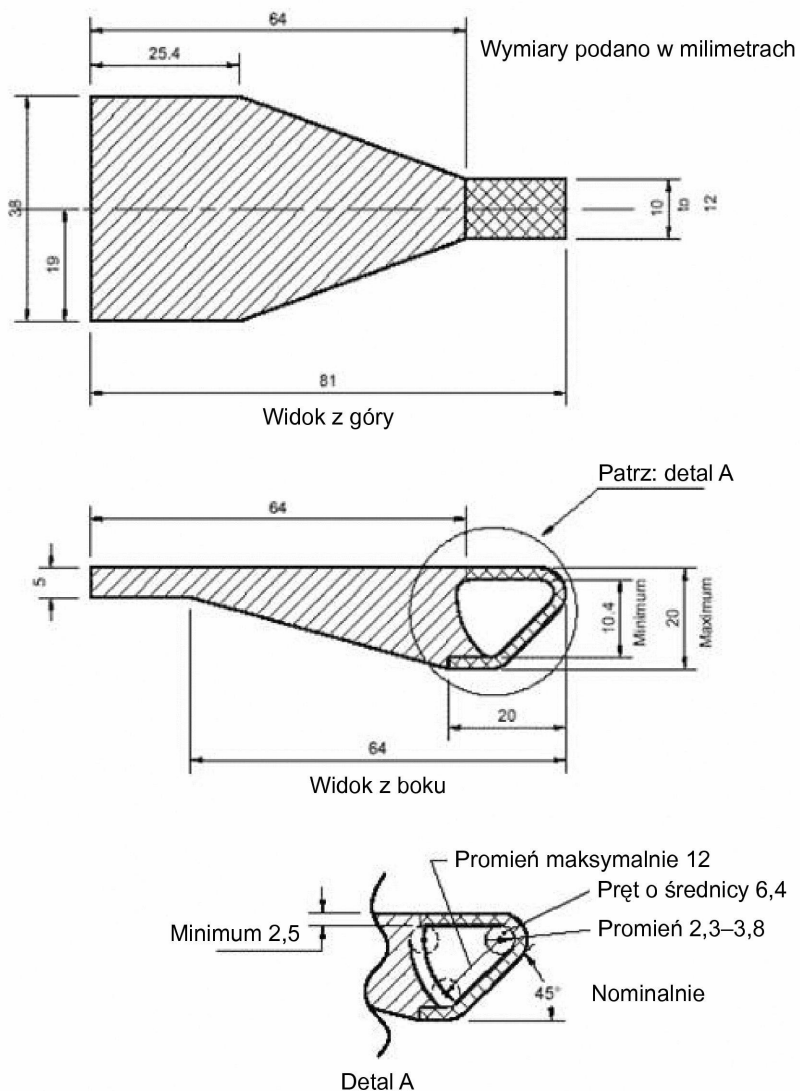 64
Wymiary podano w milimetrach
25.4
38
19
10
to
12
81
Widok z góry
Patrz: detal A
64
5
10.4
Minimum
20
Maximum
20
64
Widok z boku
Promień maksymalnie 12
Pręt o średnicy 6,4
Minimum 2,5
Promień 2,3–3,8
45°
Nominalnie
Detal A